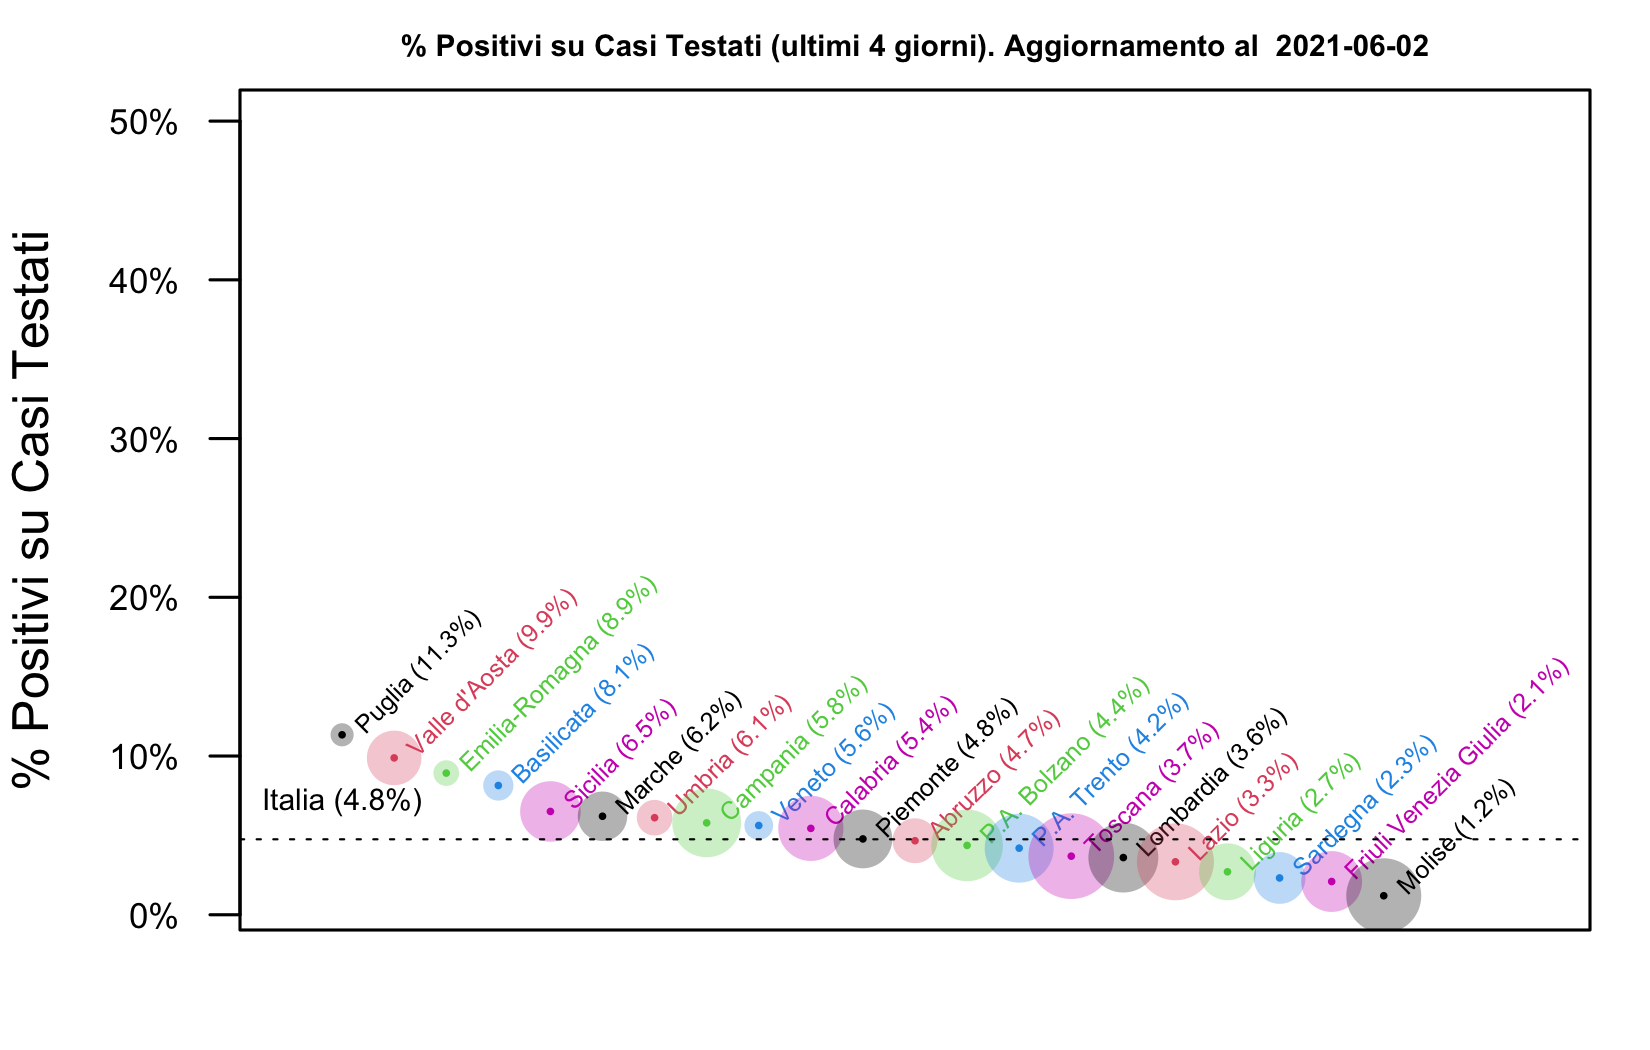 % Positivi su Casi Testati (ultimi 4 giorni). Aggiornamento al  2021-06-02
% Positivi su Casi Testati
50%
40%
30%
20%
10%
0%
Italia (4.8%)
Puglia (11.3%)
Valle d'Aosta (9.9%)
Emilia-Romagna (8.9%)
Basilicata (8.1%)
Sicilia (6.5%)
Marche (6.2%)
Umbria (6.1%)
Campania (5.8%)
Veneto (5.6%)
Calabria (5.4%)
Piemonte (4.8%)
Abruzzo (4.7%)
P.A. Bolzano (4.4%)
P.A. Trento (4.2%)
Toscana (3.7%)
Lombardia (3.6%)
Lazio (3.3%)
Liguria (2.7%)
Sardegna (2.3%)
Friuli Venezia Giulia (2.1%)
Molise (1.2%)